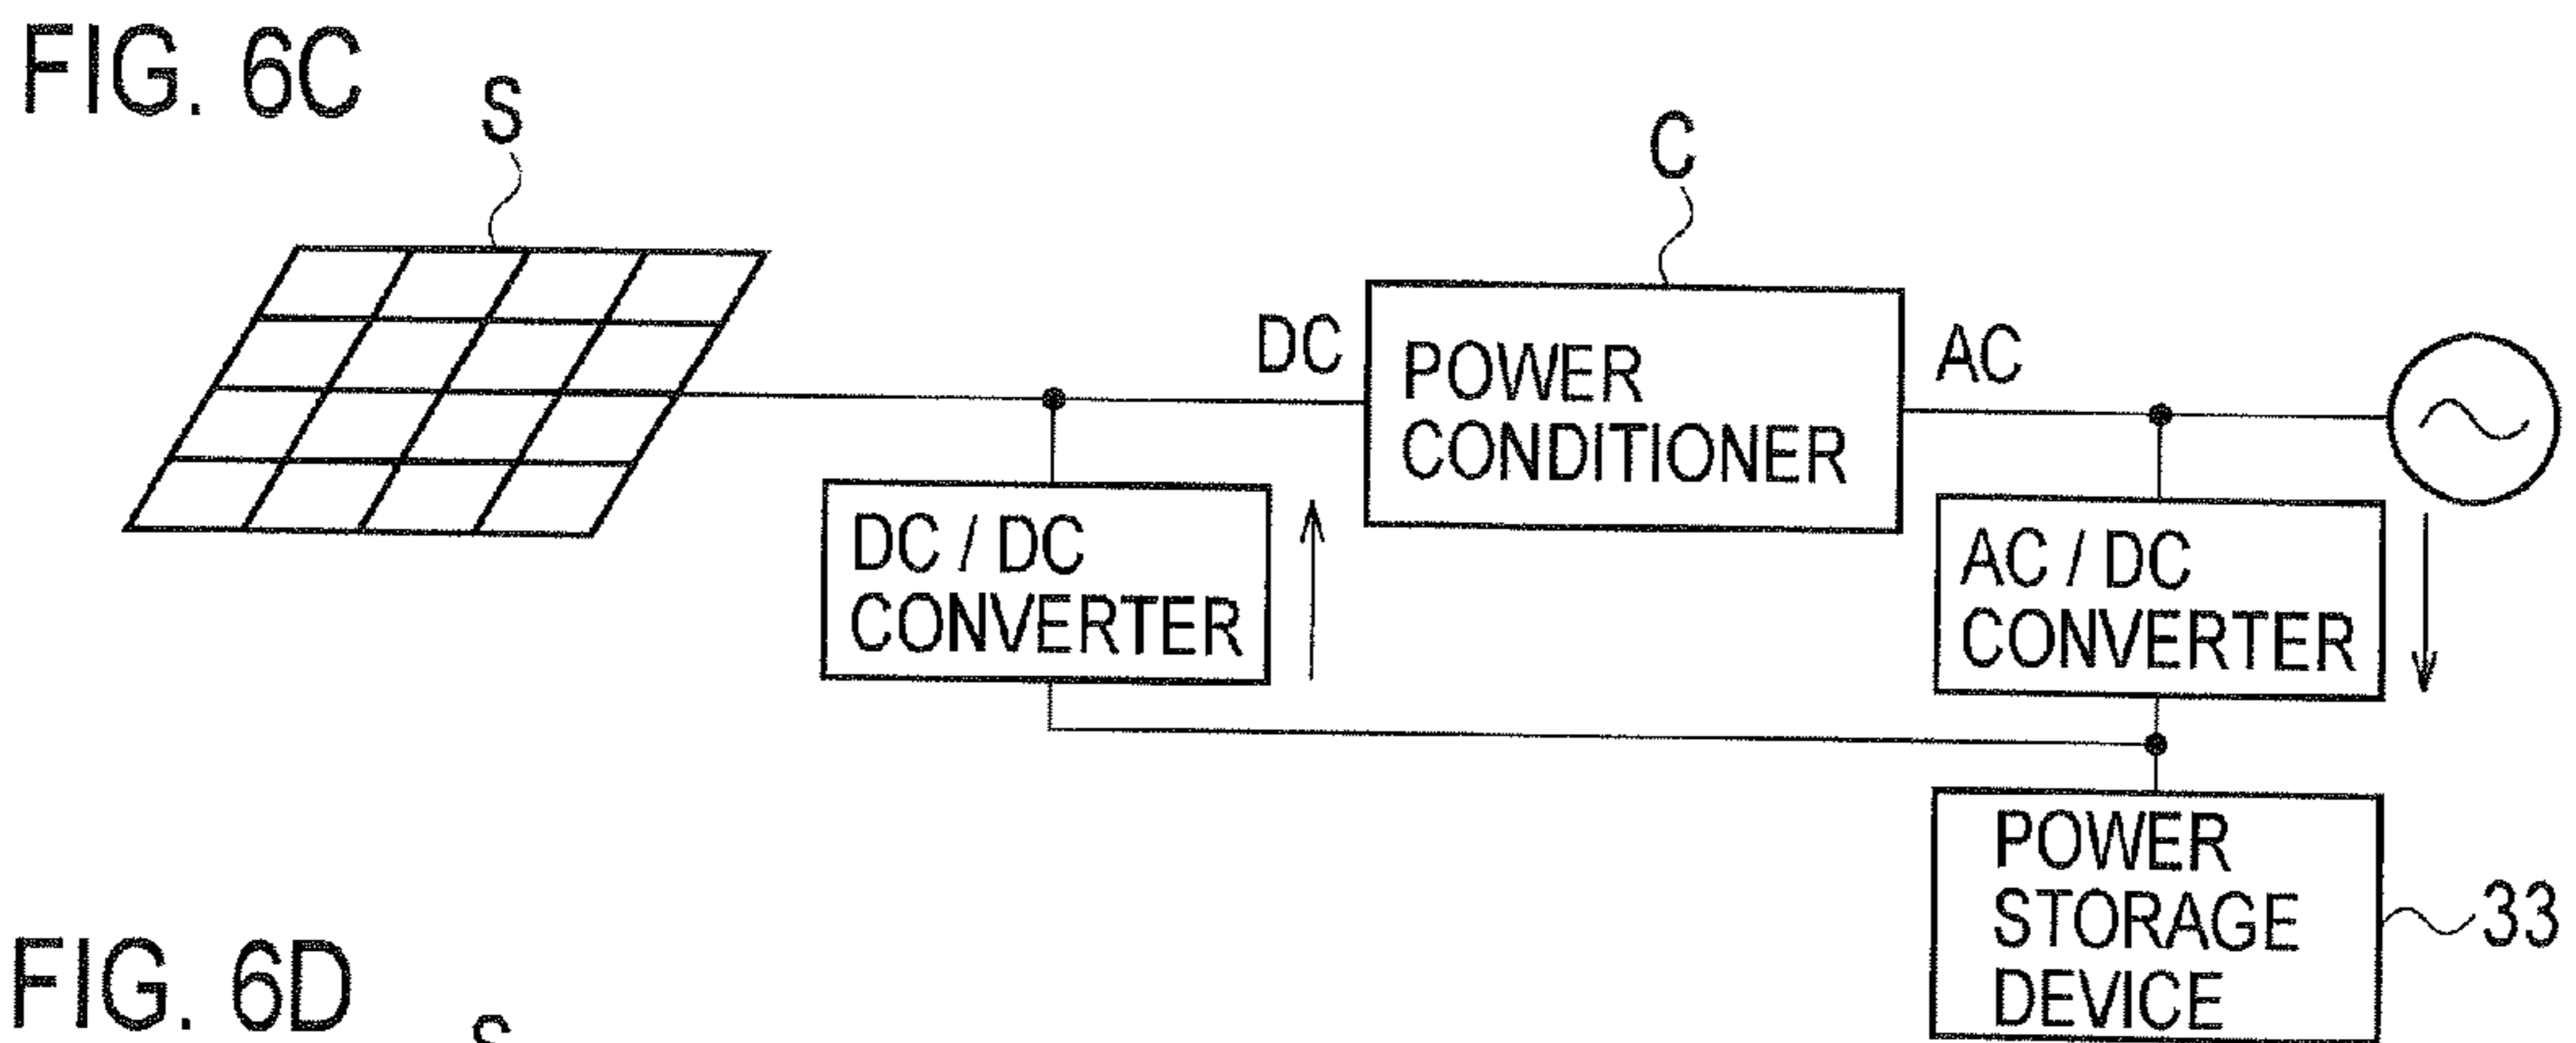 FIG. 6C
S
C
DC
POWER
CONDITIONER
AC
DC / DC
CONVERTER
AC / DC
CONVERTER
POWER
STORAGE
DEVICE
33
FIG. 6D
S